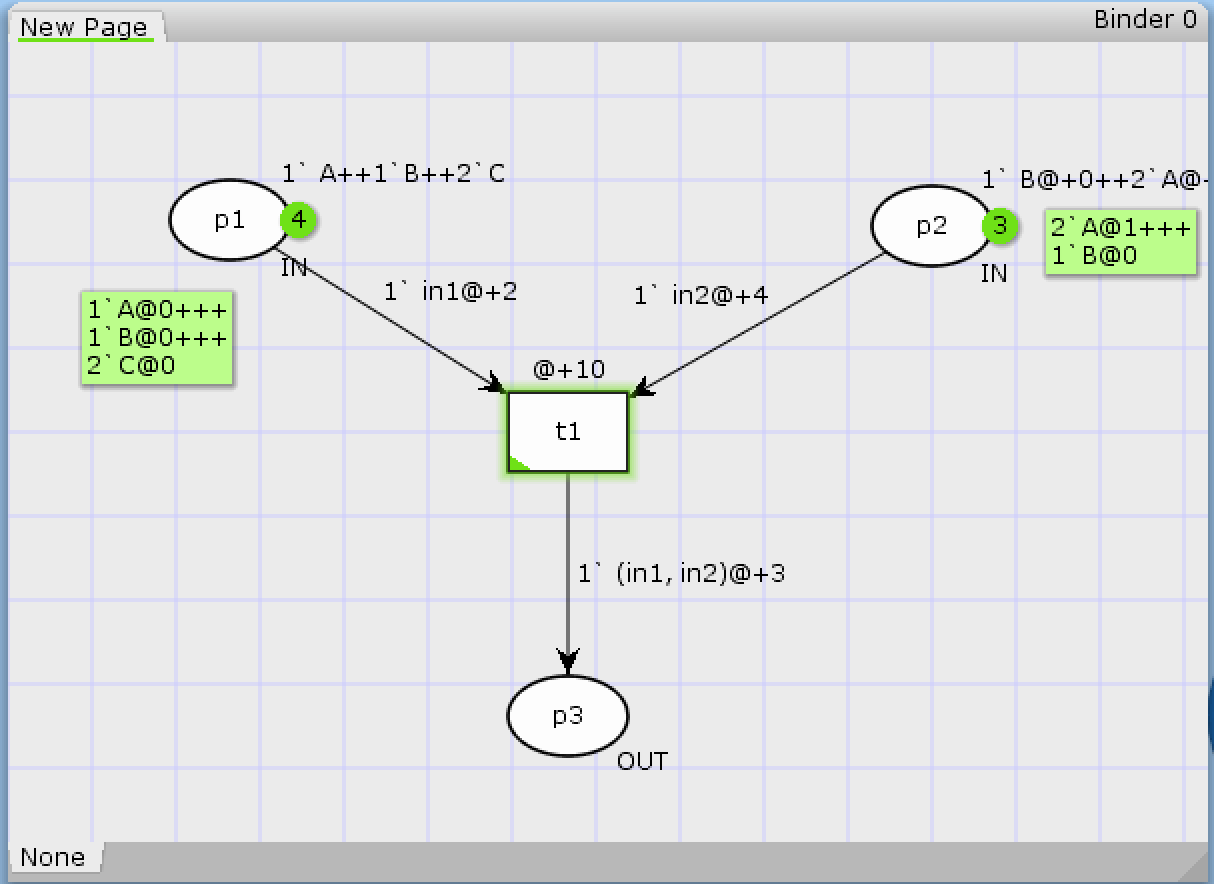 New Page
Binder 0
1` A++1`B++2`C
1` B@+0++2`A@
p1
4
p2
3
2`A@1+++
1`B@0
IN
IN
1` in1@+2
1` in2@+4
1`A@0+++
1`B@0+++
2`C@0
@+10
t1
1` (in1, in2)@+3
p3
OUT
None